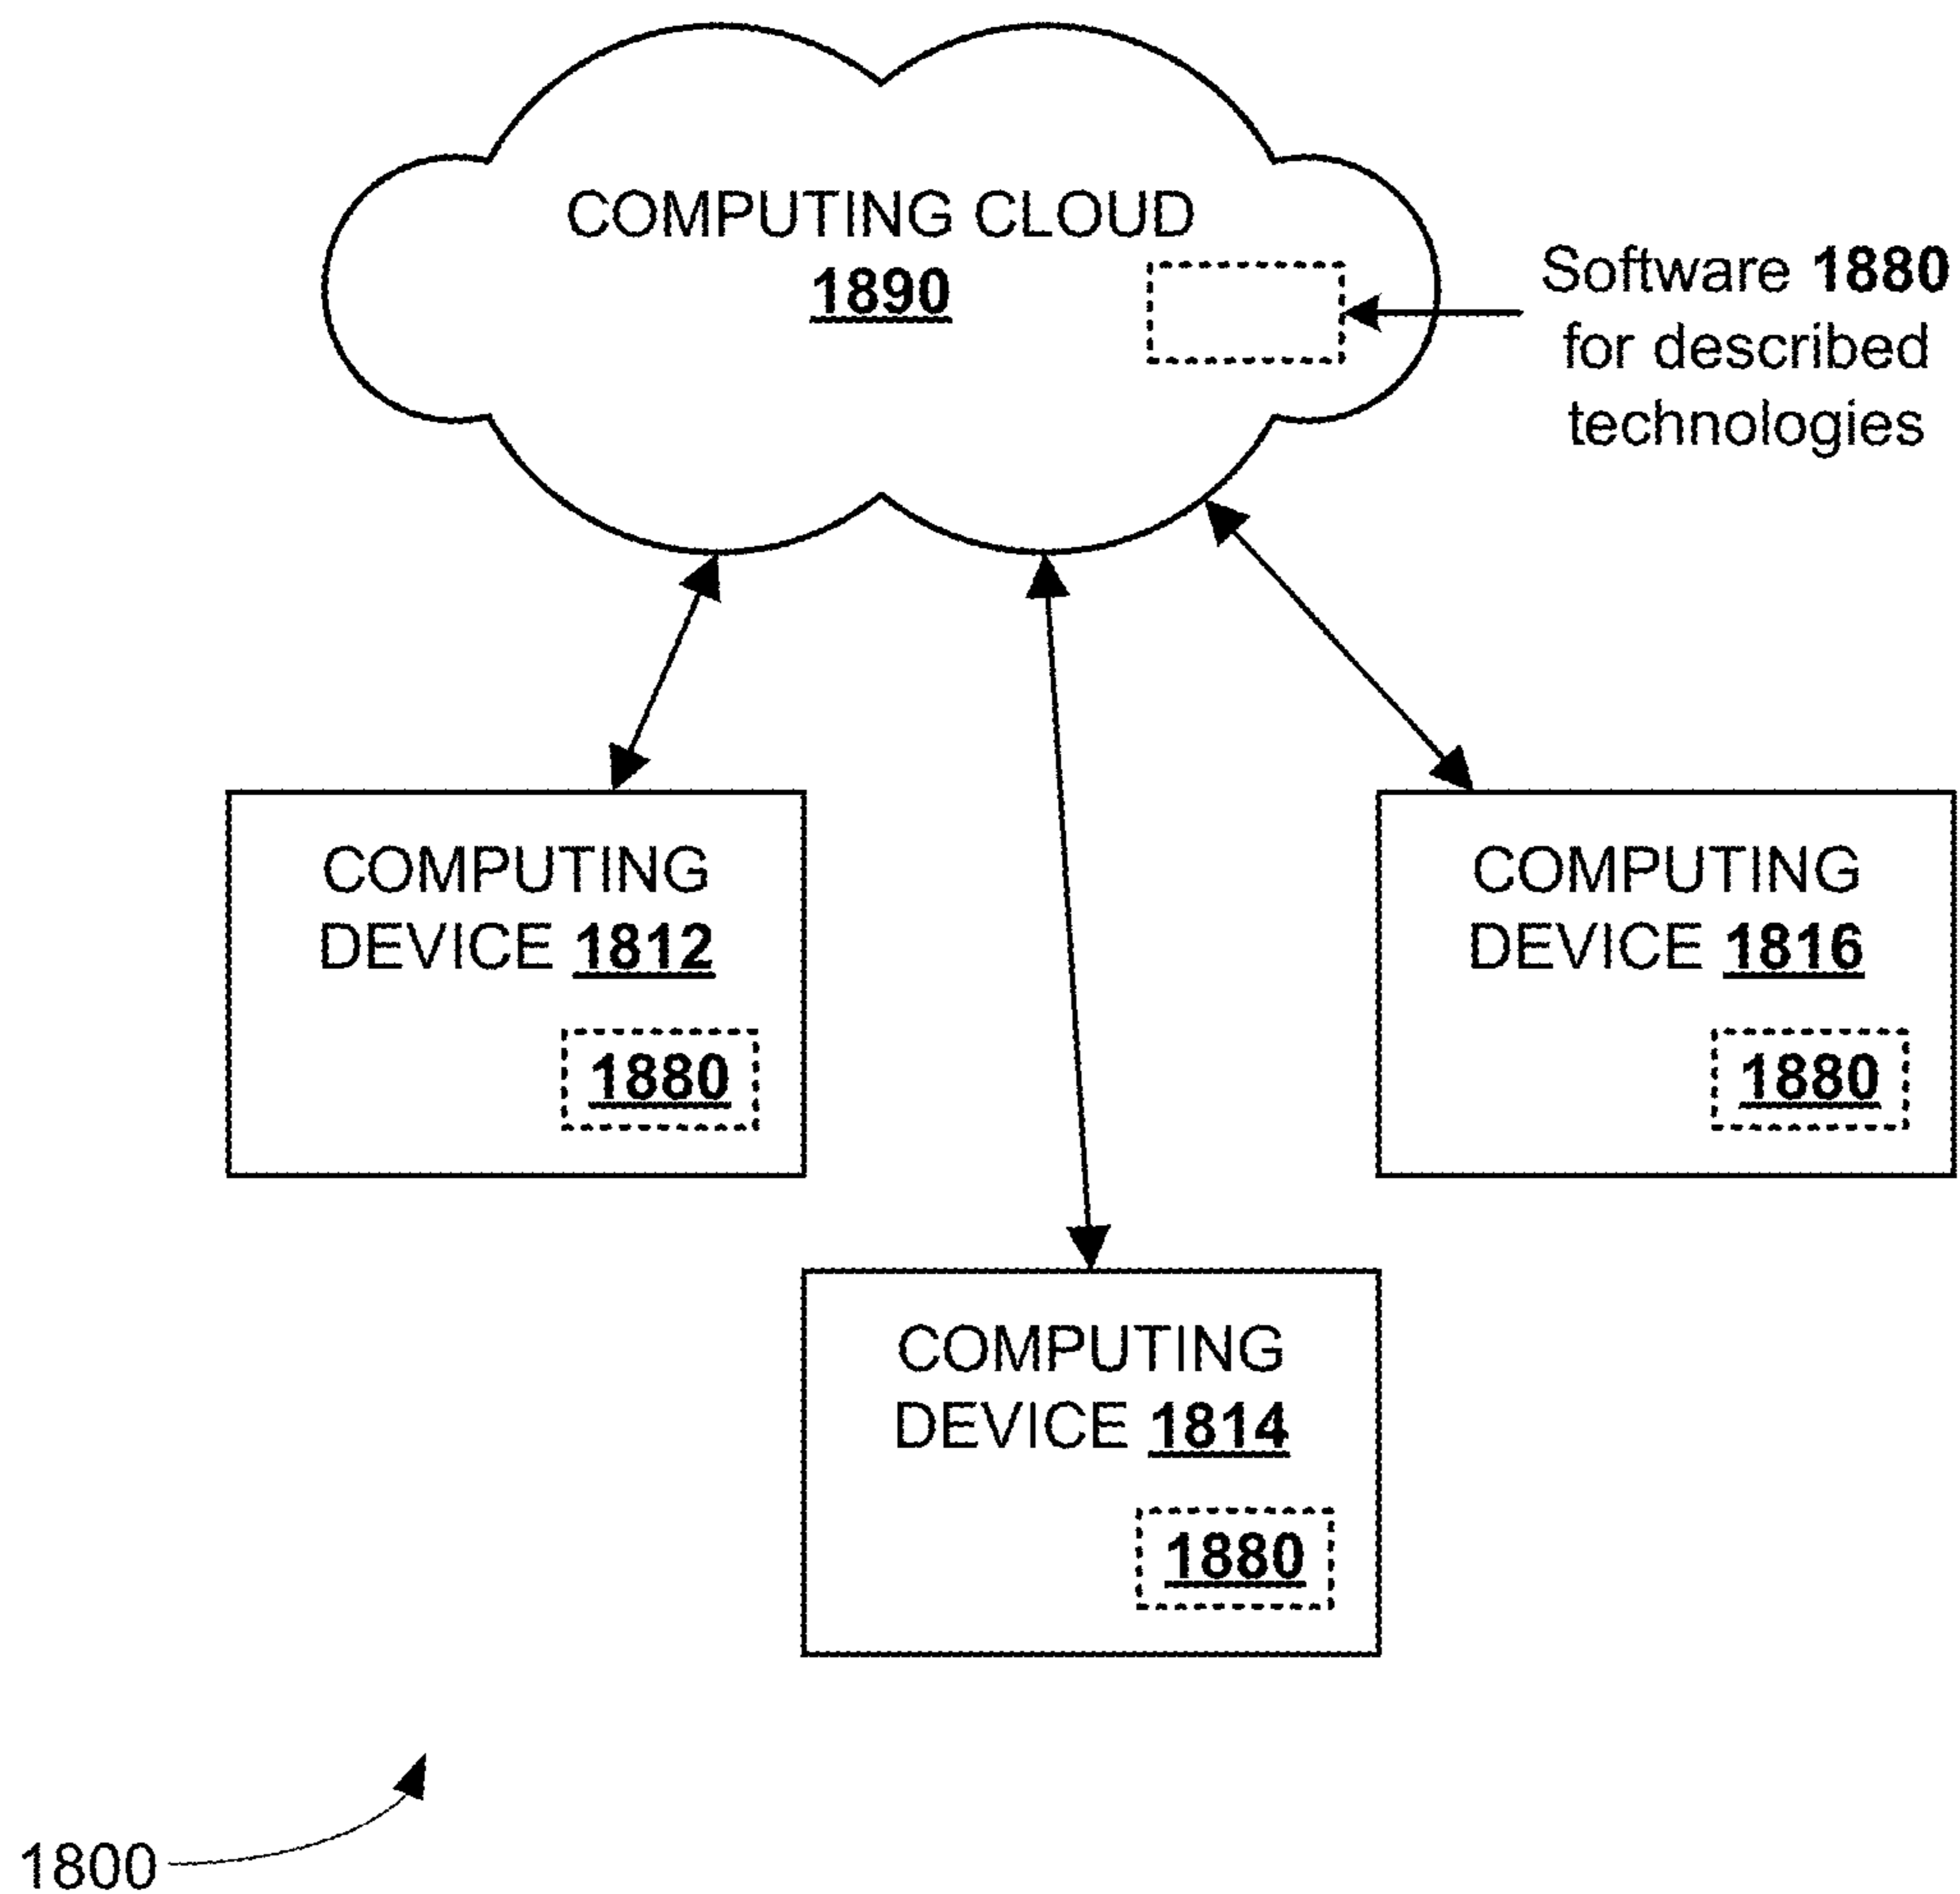 COMPUTING CLOUD
1890
Software 1880
for described
technologies
COMPUTING
DEVICE 1812
1880
COMPUTING
DEVICE 1816
1880
COMPUTING
DEVICE 1814
1880
1800